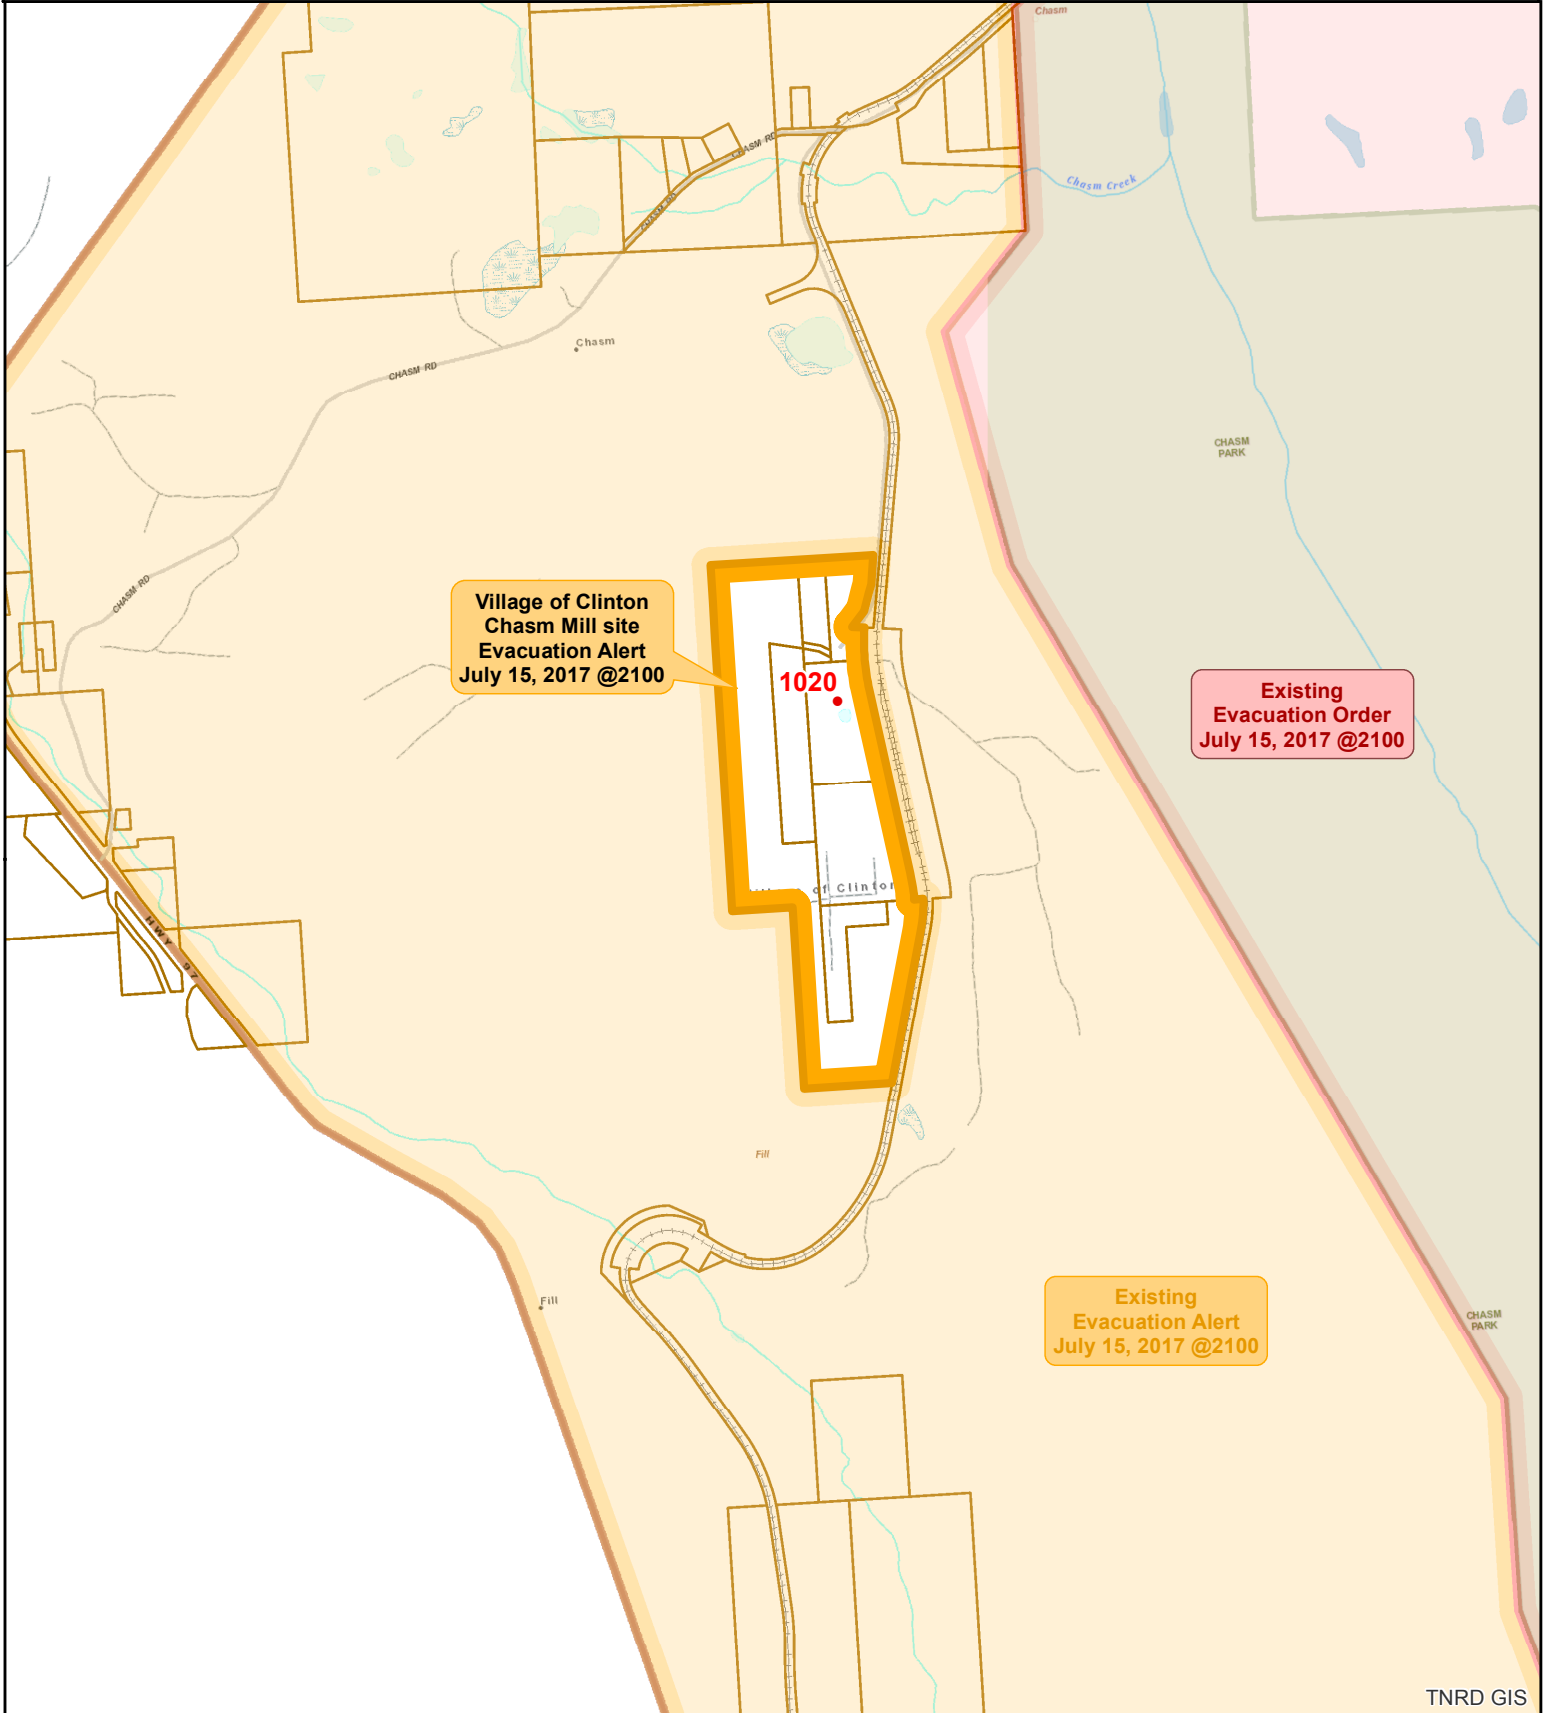 Chasm
CHASM RD
Chasm Creek
CHASM RD
Chasm
CHASM RD
CHASM
PARK
CHASM RD
Village of Clinton
Chasm Mill site
Evacuation Alert
July 15, 2017 @2100
1020
Existing
Evacuation Order
July 15, 2017 @2100
of Clinton
HWY 97
Fill
Fill
Existing
Evacuation Alert
July 15, 2017 @2100
CHASM
PARK
TNRD GIS